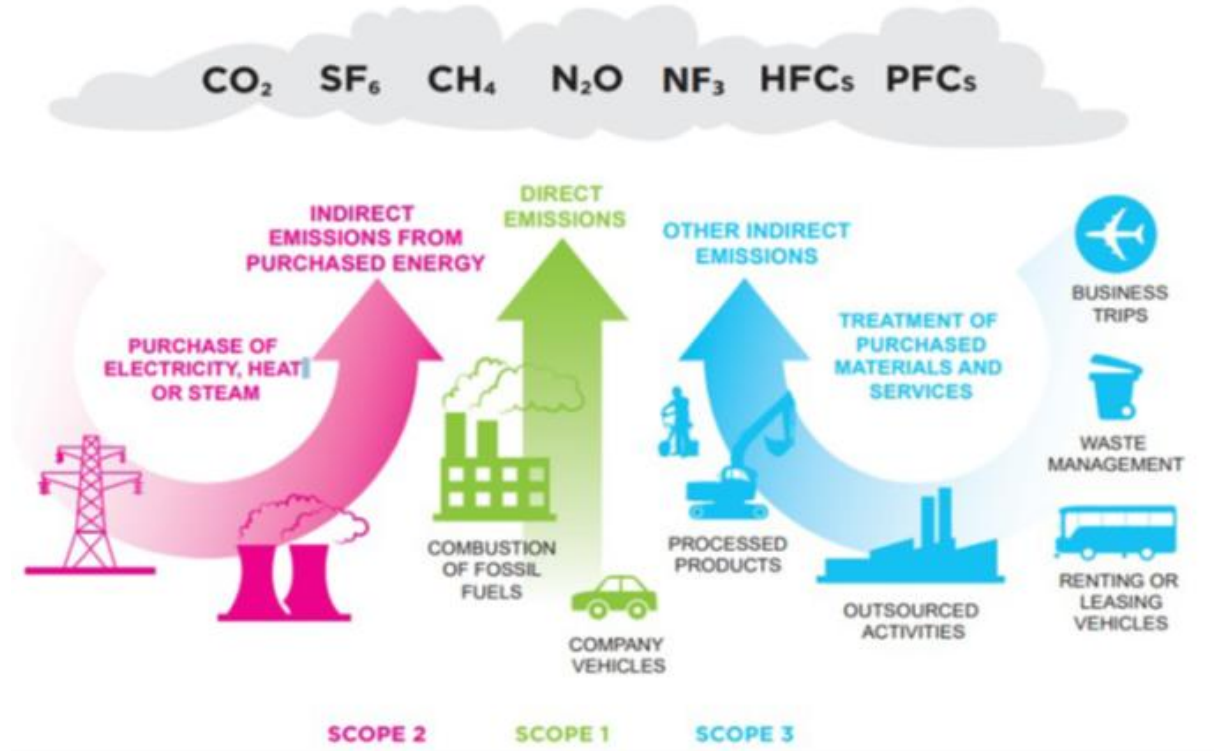 CO₂ SF₆ CH₄ N₂O NF₃ HFCs PFCs
INDIRECT
EMISSIONS FROM
PURCHASED ENERGY
PURCHASE OF
ELECTRICITY, HEAT
OR STEAM
DIRECT
EMISSIONS
COMBUSTION
OF FOSSIL
FUELS
COMPANY
VEHICLES
OTHER INDIRECT
EMISSIONS
TREATMENT OF
PURCHASED
MATERIALS AND
SERVICES
PROCESSED
PRODUCTS
OUTSOURCED
ACTIVITIES
BUSINESS
TRIPS
WASTE
MANAGEMENT
RENTING OR
LEASING
VEHICLES
SCOPE 2 SCOPE 1 SCOPE 3